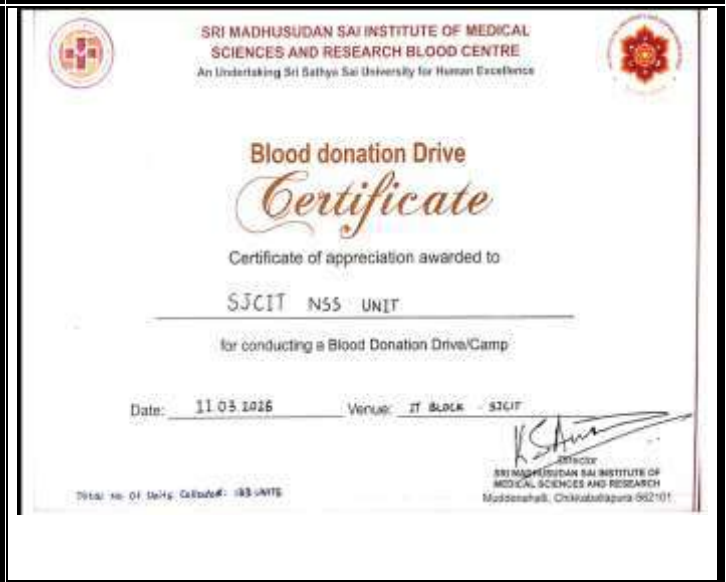 SRI MADHUSUDAN SAI INSTITUTE OF MEDICAL
SCIENCES AND RESEARCH BLOOD CENTRE
An Undertaking Sri Sathya Sai University for Human Excellence
Blood donation Drive
Certificate
Certificate of appreciation awarded to
SJCIT NSS UNIT
for conducting a Blood Donation Drive/Camp
Date: 11.03.2025 Venue: IT BLOCK - SJCIT
Director
SRI MADHUSUDAN SAI INSTITUTE OF
MEDICAL SCIENCES AND RESEARCH
Muddenahalli, Chikkaballapura-562101
Total No. Of Units Collected: UNITS